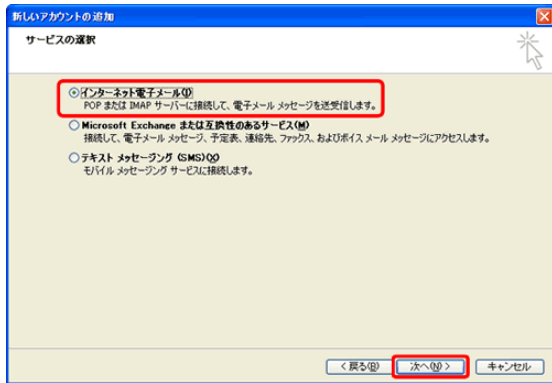 新しいアカウントの追加
サービスの選択
インターネット電子メール(I)
POP または IMAP サーバーに接続して、電子メール メッセージを送受信します。
Microsoft Exchange または互換性のあるサービス(M)
接続して、電子メール メッセージ、予定表、連絡先、ファックス、およびボイス メール メッセージにアクセスします。
テキスト メッセージング (SMS)(X)
モバイル メッセージング サービスに接続します。
< 戻る(B) 次へ(N) > キャンセル